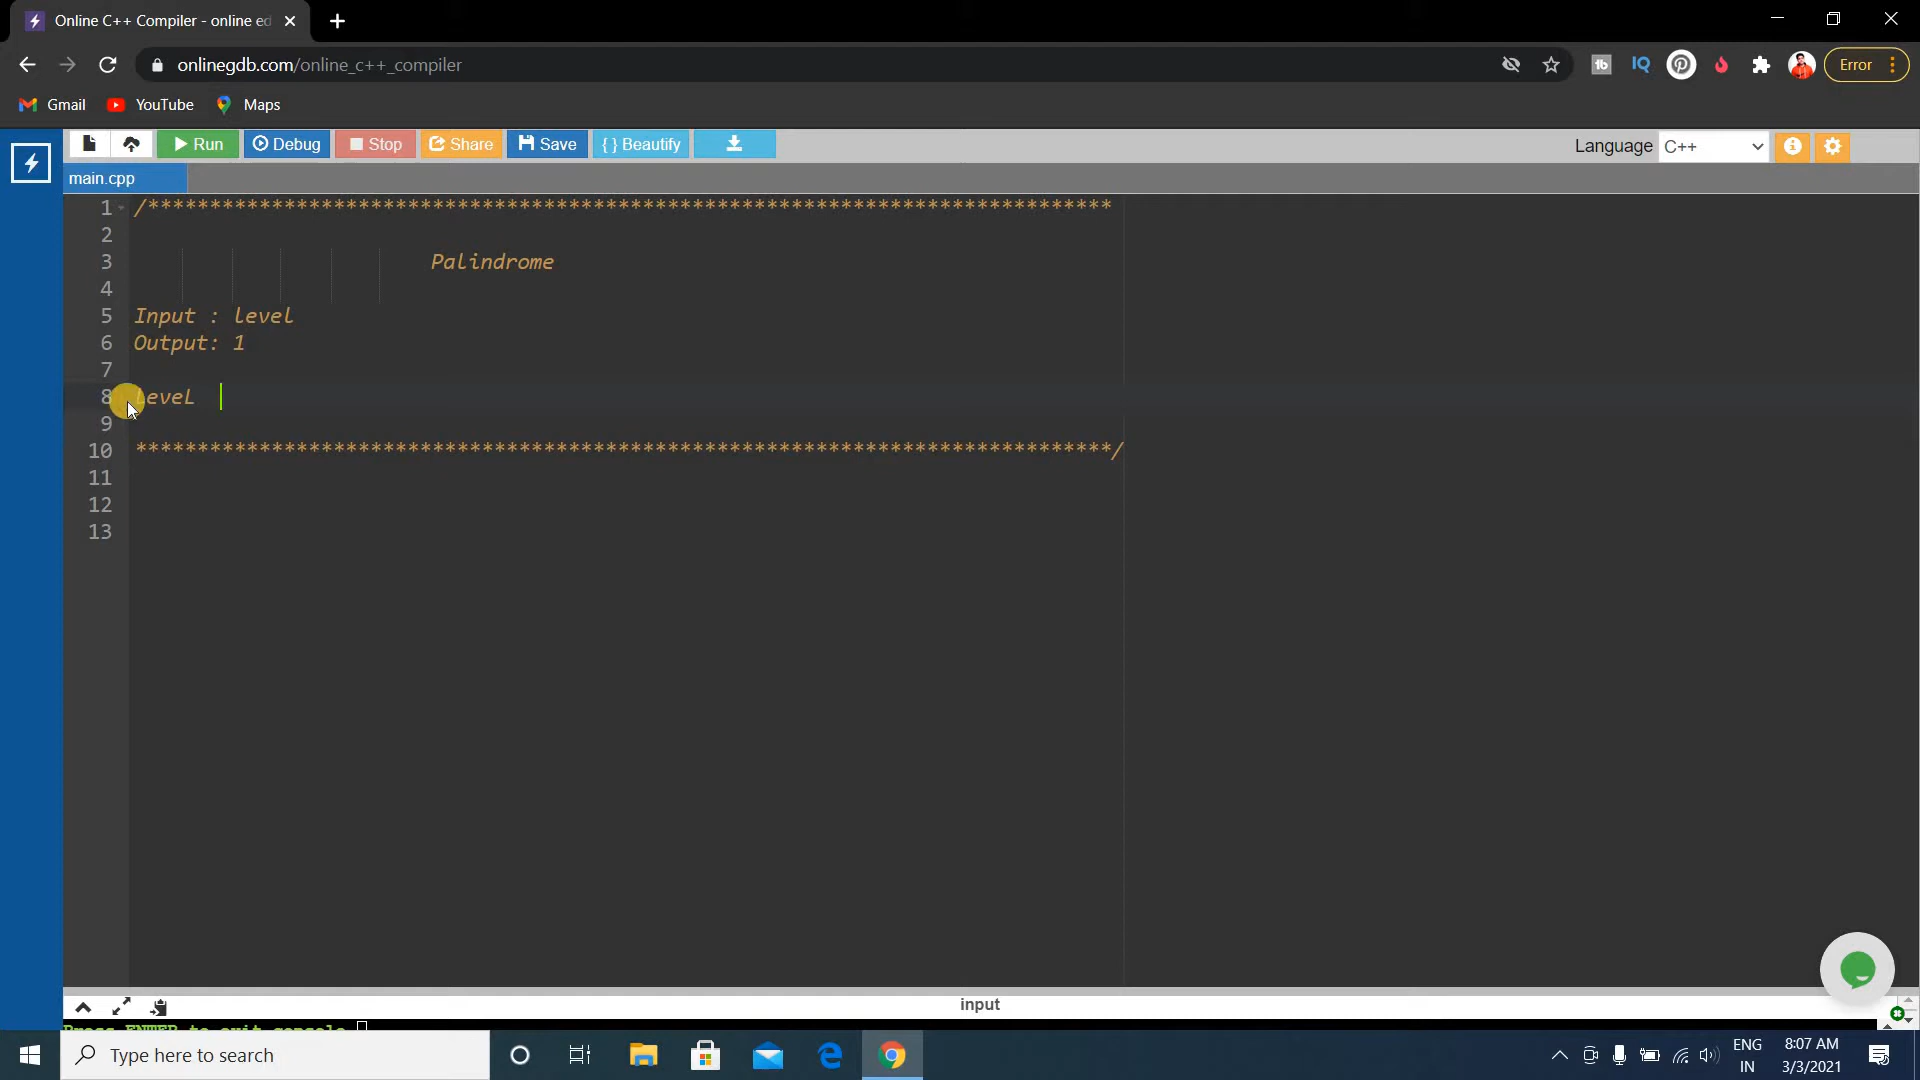 Online C++ Compiler - online ed
onlinegdb.com/online_c++_compiler
IQ
Error
Gmail
YouTube
Maps
Run
Debug
Stop
Share
Save
{ } Beautify
Language
C++
main.cpp
1 /******************************************************************************
2
3 Palindrome
4
5 Input : level
6 Output: 1
7
8 LeveL
9
10 *******************************************************************************/
11
12
13
input
Press ENTER to exit console.
Type here to search
ENG
IN
8:07 AM
3/3/2021